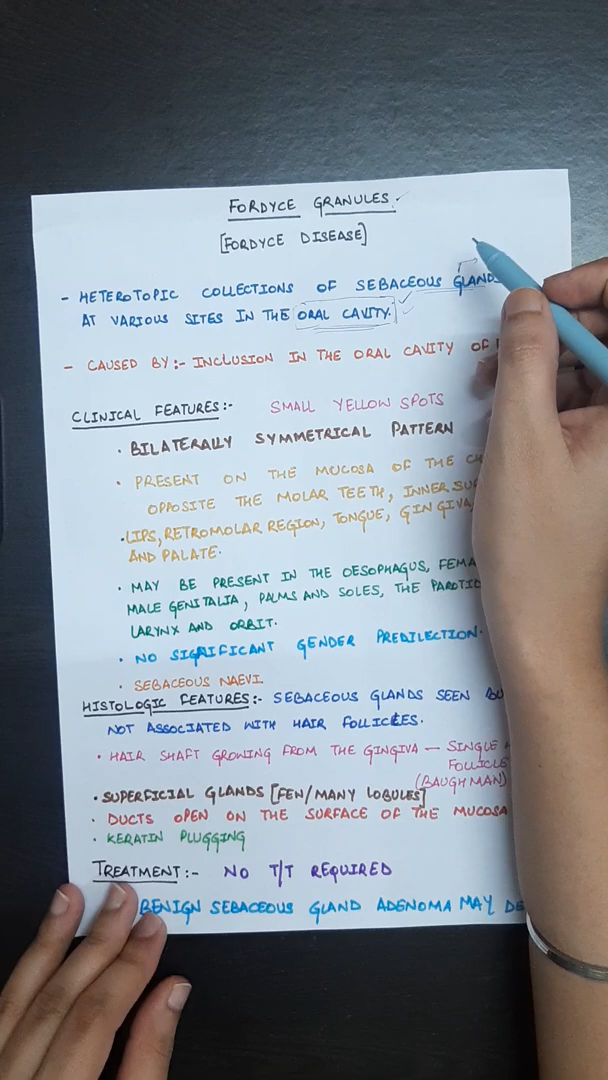 FORDYCE GRANULES
[FORDYCE DISEASE]
- HETEROTOPIC COLLECTIONS OF SEBACEOUS GLANDS
AT VARIOUS SITES IN THE ORAL CAVITY.
- CAUSED BY:- INCLUSION IN THE ORAL CAVITY OF
CLINICAL FEATURES:- SMALL YELLOW SPOTS
• BILATERALLY SYMMETRICAL PATTERN
• PRESENT ON THE MUCOSA OF THE
OPPOSITE THE MOLAR TEETH, INNER
• LIPS, RETROMOLAR REGION, TONGUE, GINGIVA
AND PALATE.
• MAY BE PRESENT IN THE OESOPHAGUS,
MALE GENITALIA, PALMS AND SOLES, THE PAROTID
LARYNX AND ORBIT.
• NO SIGNIFICANT GENDER PREDILECTION.
• SEBACEOUS NAEVI
HISTOLOGIC FEATURES:- SEBACEOUS GLANDS SEEN
NOT ASSOCIATED WITH HAIR FOLLICLES.
• HAIR SHAFT GROWING FROM THE GINGIVA — SINGLE
FOLLICLE
(BAUGHMAN)
• SUPERFICIAL GLANDS [FEW/MANY LOBULES]
• DUCTS OPEN ON THE SURFACE OF THE MUCOSA
• KERATIN PLUGGING
TREATMENT:- NO T/T REQUIRED
BENIGN SEBACEOUS GLAND ADENOMA MAY